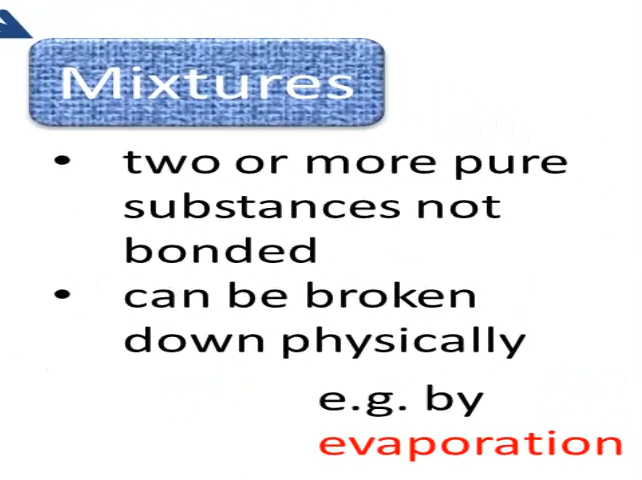 Mixtures
• two or more pure
substances not
bonded
• can be broken
down physically
e.g. by
evaporation